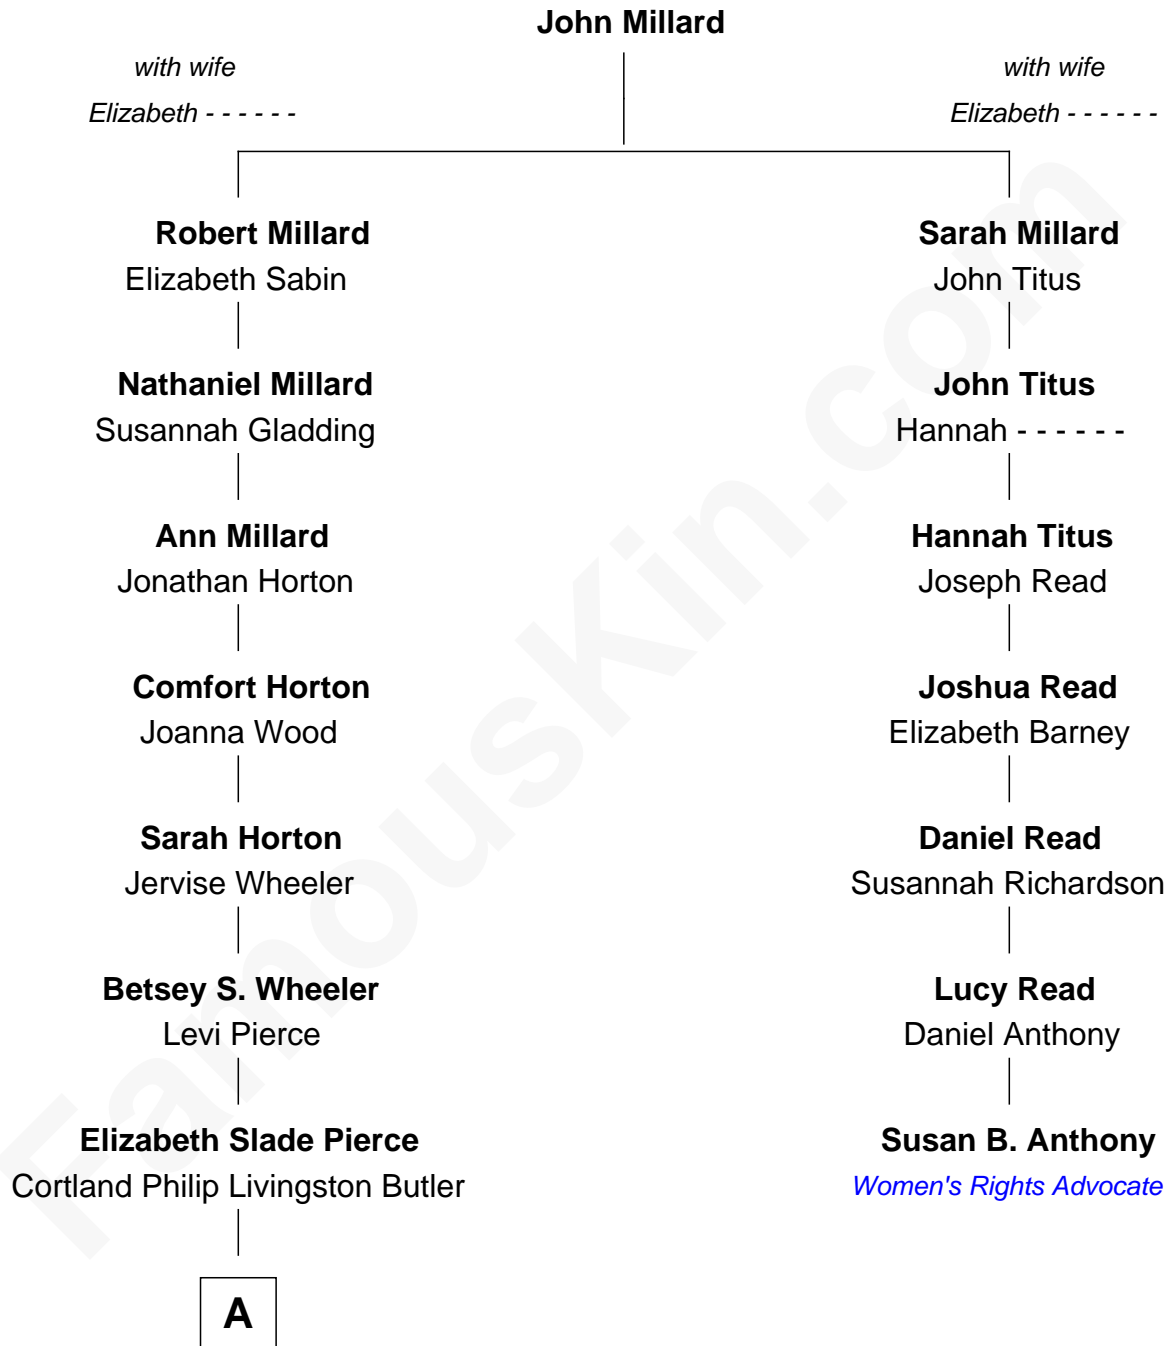 John Millard
with wife
with wife
Elizabeth - - - - - -
Elizabeth - - - - - -
Robert Millard
Sarah Millard
Elizabeth Sabin
John Titus
Nathaniel Millard
John Titus
Susannah Gladding
Hannah - - - - - -
Ann Millard
Hannah Titus
Jonathan Horton
Joseph Read
Comfort Horton
Joshua Read
Joanna Wood
Elizabeth Barney
Sarah Horton
Daniel Read
Jervise Wheeler
Susannah Richardson
Betsey S. Wheeler
Lucy Read
Levi Pierce
Daniel Anthony
Elizabeth Slade Pierce
Susan B. Anthony
Cortland Philip Livingston Butler
Women's Rights Advocate
A
FamousKin.com